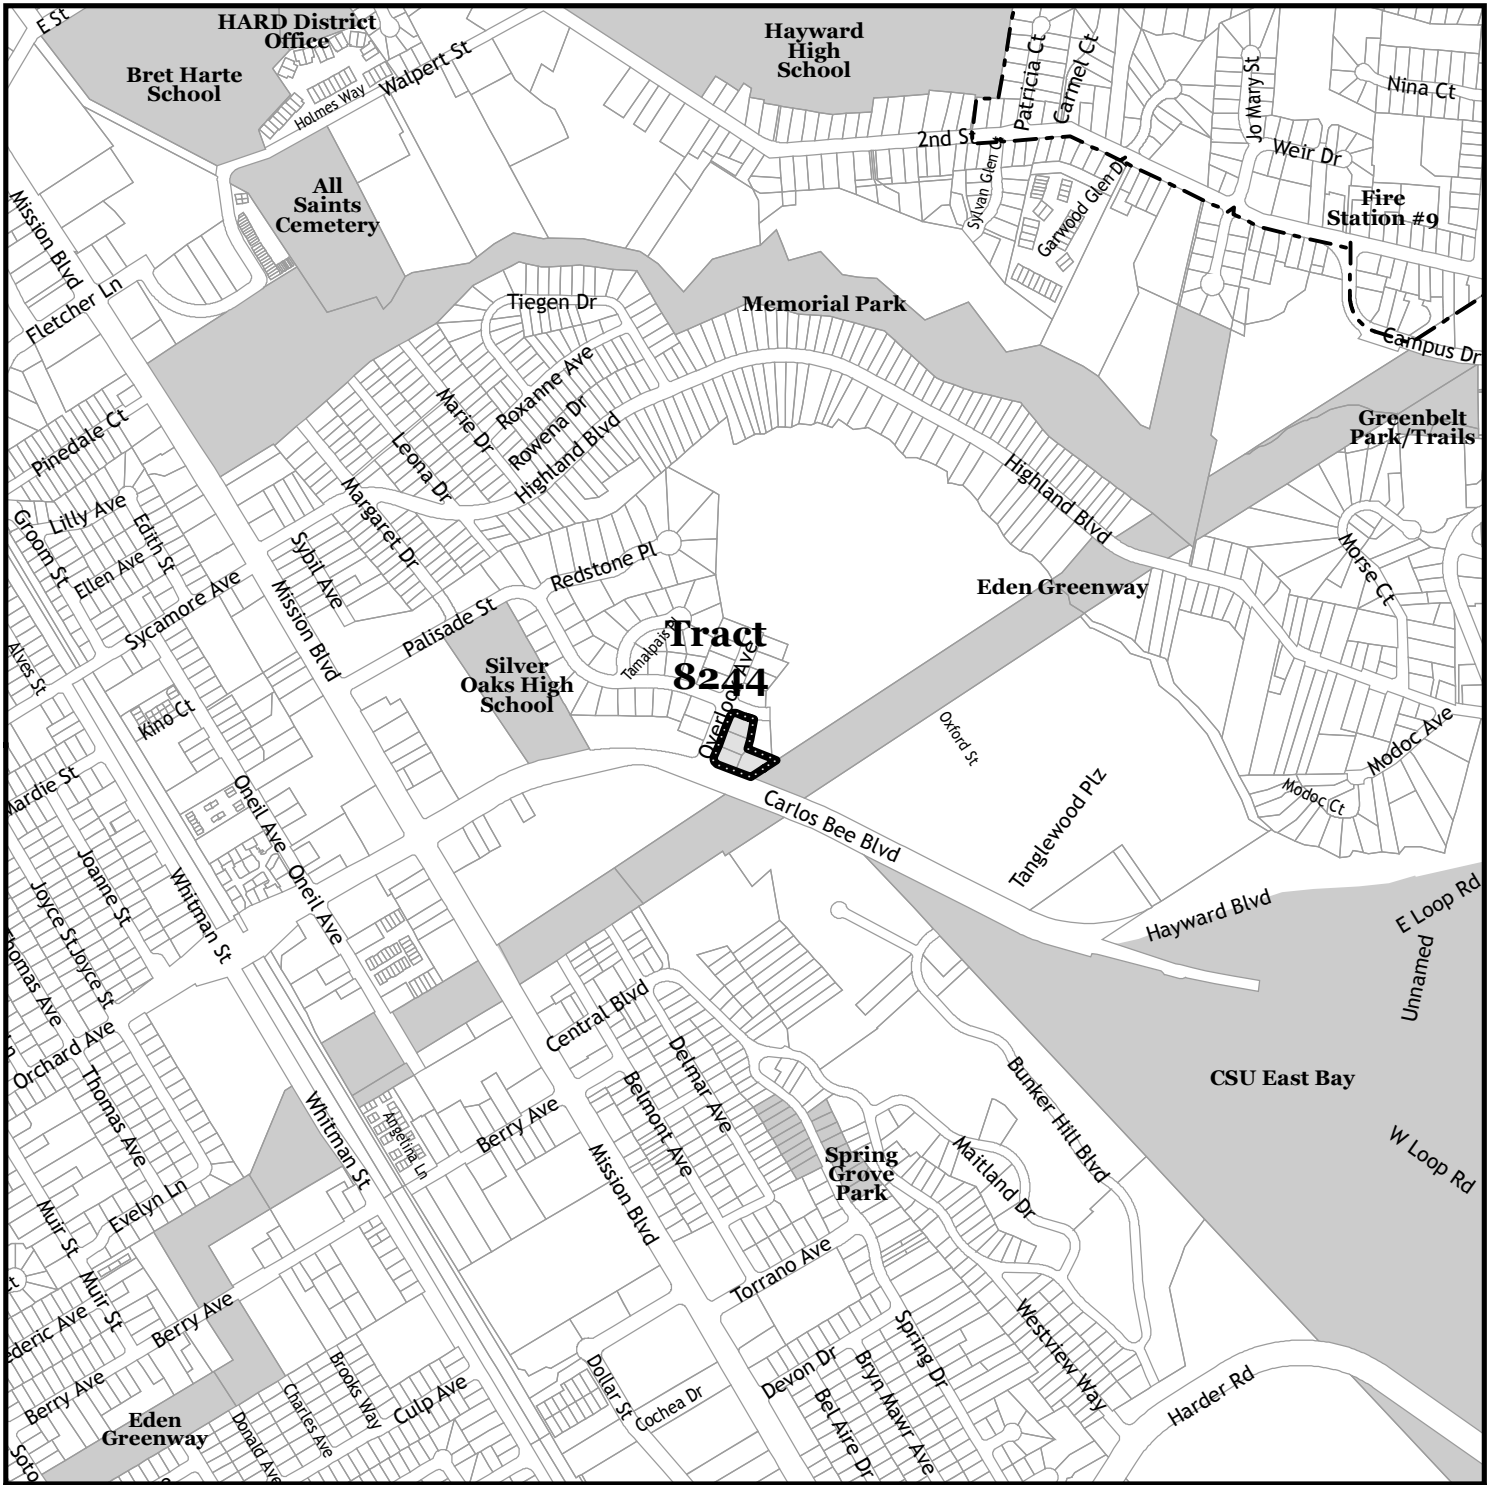 E St
HARD District
Office
Bret Harte
School
Holmes Way
Walpert St
Hayward
High
School
Patricia Ct
Carmel Ct
Jo Mary St
Nina Ct
2nd St
Sylvan Glen Ct
Garwood Glen Dr
Weir Dr
Fire
Station #9
All
Saints
Cemetery
Mission Blvd
Fletcher Ln
Tiegen Dr
Memorial Park
Campus Dr
Greenbelt
Park/Trails
Pinedale Ct
Marie Dr
Roxanne Ave
Rowena Dr
Highland Blvd
Leona Dr
Margaret Dr
Highland Blvd
Lilly Ave
Groom St
Edith St
Ellen Ave
Sybil Ave
Redstone Pl
Morse Ct
Eden Greenway
Sycamore Ave
Mission Blvd
Palisade St
Alves St
Tamalpais Pl
Tract
8244
Overlook Ave
Silver
Oaks High
School
Kino Ct
Oxford St
Modoc Ave
Modoc Ct
Mardie St
Oneil Ave
Carlos Bee Blvd
Tanglewood Plz
Joanne St
Whitman St
Oneil Ave
Joyce St
Joyce St
Thomas Ave
Hayward Blvd
E Loop Rd
Unnamed
Central Blvd
Orchard Ave
Thomas Ave
Delmar Ave
Belmont Ave
Bunker Hill Blvd
CSU East Bay
Whitman St
Angelina Ln
Berry Ave
Mission Blvd
Spring
Grove
Park
Maitland Dr
W Loop Rd
Evelyn Ln
Muir St
Muir St
Torrano Ave
Ct
ederic Ave
Berry Ave
Berry Ave
Brooks Way
Charles Ave
Culp Ave
Dollar St
Cochea Dr
Devon Dr
Spring Dr
Bryn Mawr Ave
Bel Aire Dr
Westview Way
Harder Rd
Eden
Greenway
Donald Ave
Soto